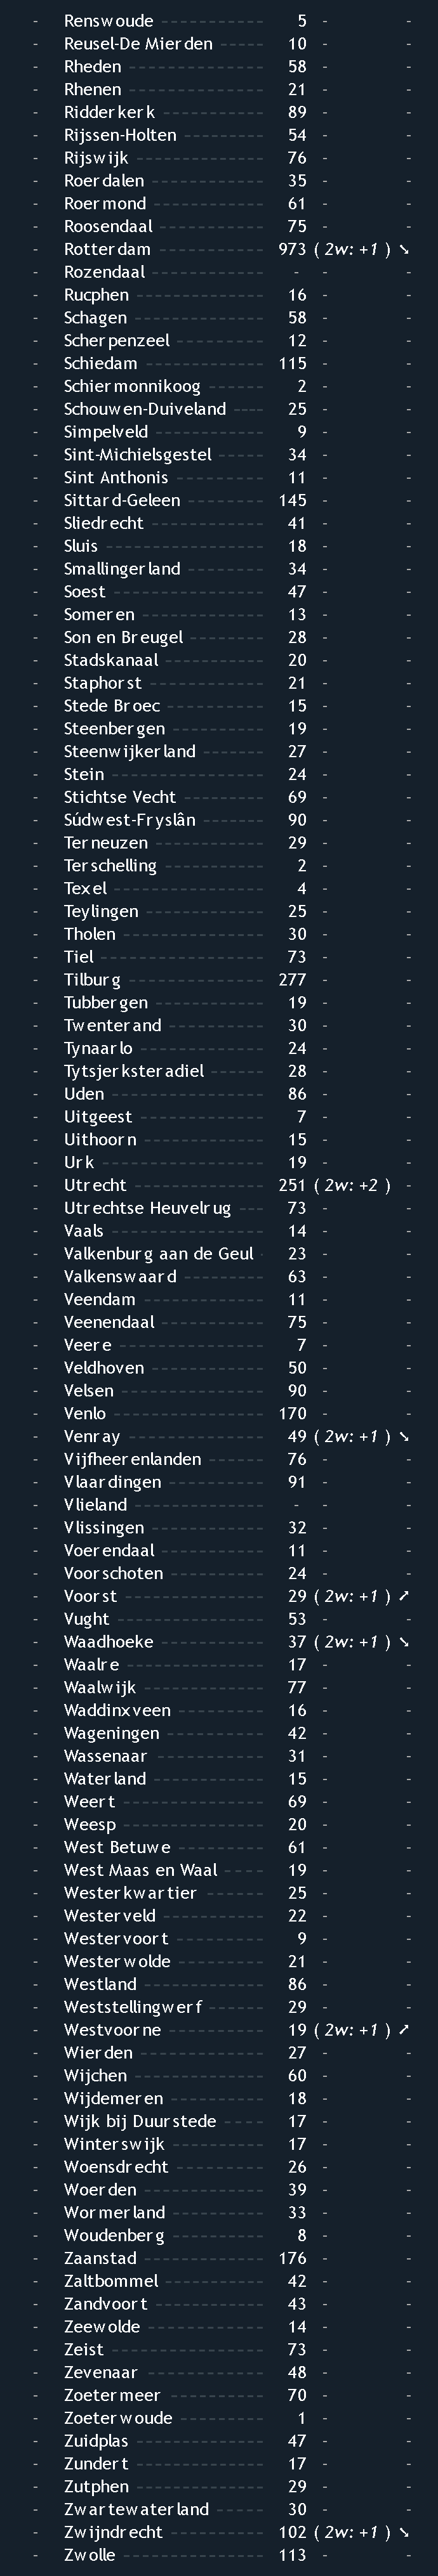 - Renswoude 5 - -
- Reusel-De Mierden 10 - -
- Rheden 58 - -
- Rhenen 21 - -
- Ridderkerk 89 - -
- Rijssen-Holten 54 - -
- Rijswijk 76 - -
- Roerdalen 35 - -
- Roermond 61 - -
- Roosendaal 75 - -
- Rotterdam 973 ( 2w: +1 ) ➘
- Rozendaal - - -
- Rucphen 16 - -
- Schagen 58 - -
- Scherpenzeel 12 - -
- Schiedam 115 - -
- Schiermonnikoog 2 - -
- Schouwen-Duiveland 25 - -
- Simpelveld 9 - -
- Sint-Michielsgestel 34 - -
- Sint Anthonis 11 - -
- Sittard-Geleen 145 - -
- Sliedrecht 41 - -
- Sluis 18 - -
- Smallingerland 34 - -
- Soest 47 - -
- Someren 13 - -
- Son en Breugel 28 - -
- Stadskanaal 20 - -
- Staphorst 21 - -
- Stede Broec 15 - -
- Steenbergen 19 - -
- Steenwijkerland 27 - -
- Stein 24 - -
- Stichtse Vecht 69 - -
- Súdwest-Fryslân 90 - -
- Terneuzen 29 - -
- Terschelling 2 - -
- Texel 4 - -
- Teylingen 25 - -
- Tholen 30 - -
- Tiel 73 - -
- Tilburg 277 - -
- Tubbergen 19 - -
- Twenterand 30 - -
- Tynaarlo 24 - -
- Tytsjerksteradiel 28 - -
- Uden 86 - -
- Uitgeest 7 - -
- Uithoorn 15 - -
- Urk 19 - -
- Utrecht 251 ( 2w: +2 ) -
- Utrechtse Heuvelrug 73 - -
- Vaals 14 - -
- Valkenburg aan de Geul 23 - -
- Valkenswaard 63 - -
- Veendam 11 - -
- Veenendaal 75 - -
- Veere 7 - -
- Veldhoven 50 - -
- Velsen 90 - -
- Venlo 170 - -
- Venray 49 ( 2w: +1 ) ➘
- Vijfheerenlanden 76 - -
- Vlaardingen 91 - -
- Vlieland - - -
- Vlissingen 32 - -
- Voerendaal 11 - -
- Voorschoten 24 - -
- Voorst 29 ( 2w: +1 ) ➚
- Vught 53 - -
- Waadhoeke 37 ( 2w: +1 ) ➘
- Waalre 17 - -
- Waalwijk 77 - -
- Waddinxveen 16 - -
- Wageningen 42 - -
- Wassenaar 31 - -
- Waterland 15 - -
- Weert 69 - -
- Weesp 20 - -
- West Betuwe 61 - -
- West Maas en Waal 19 - -
- Westerkwartier 25 - -
- Westerveld 22 - -
- Westervoort 9 - -
- Westerwolde 21 - -
- Westland 86 - -
- Weststellingwerf 29 - -
- Westvoorne 19 ( 2w: +1 ) ➚
- Wierden 27 - -
- Wijchen 60 - -
- Wijdemeren 18 - -
- Wijk bij Duurstede 17 - -
- Winterswijk 17 - -
- Woensdrecht 26 - -
- Woerden 39 - -
- Wormerland 33 - -
- Woudenberg 8 - -
- Zaanstad 176 - -
- Zaltbommel 42 - -
- Zandvoort 43 - -
- Zeewolde 14 - -
- Zeist 73 - -
- Zevenaar 48 - -
- Zoetermeer 70 - -
- Zoeterwoude 1 - -
- Zuidplas 47 - -
- Zundert 17 - -
- Zutphen 29 - -
- Zwartewaterland 30 - -
- Zwijndrecht 102 ( 2w: +1 ) ➘
- Zwolle 113 - -